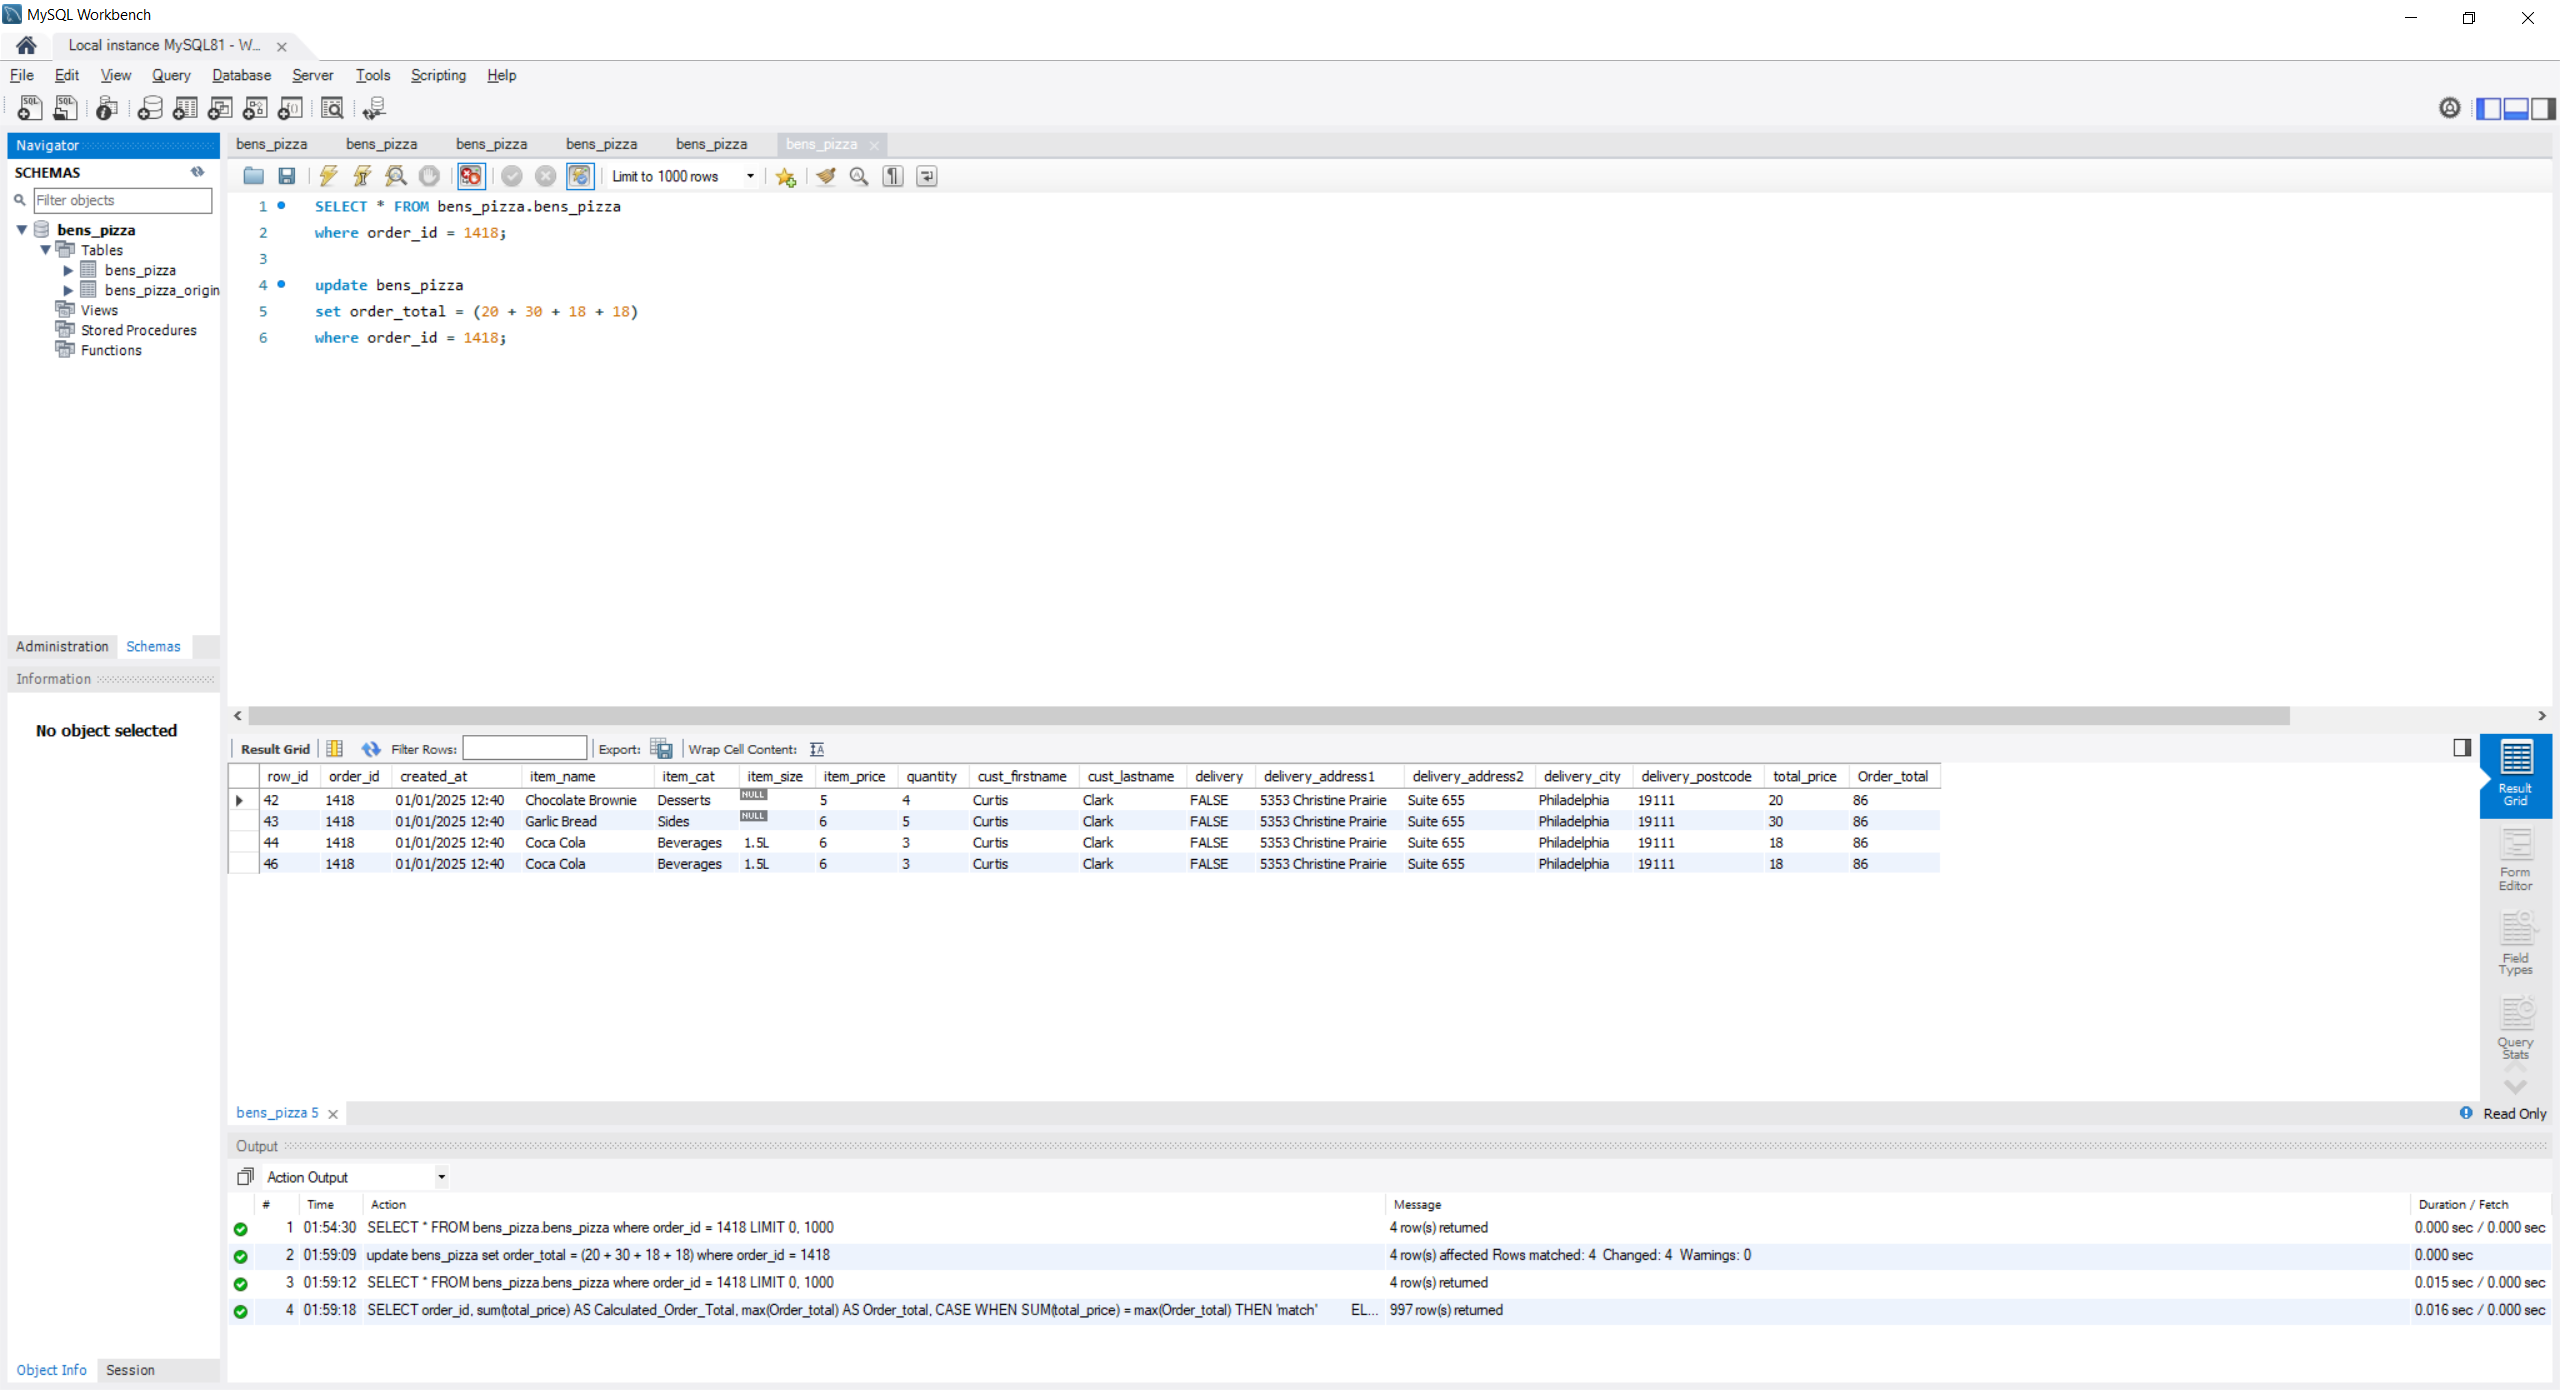 MySQL Workbench
Local instance MySQL81 - W...
File Edit View Query Database Server Tools Scripting Help
Navigator
SCHEMAS
Filter objects
bens_pizza
Tables
bens_pizza
bens_pizza_origin
Views
Stored Procedures
Functions
Administration Schemas
Information
No object selected
Object Info Session
bens_pizza bens_pizza bens_pizza bens_pizza bens_pizza bens_pizza
Limit to 1000 rows
1 SELECT * FROM bens_pizza.bens_pizza
2 where order_id = 1418;
3
4 update bens_pizza
5 set order_total = (20 + 30 + 18 + 18)
6 where order_id = 1418;
Result Grid Filter Rows: Export: Wrap Cell Content:
row_id order_id created_at item_name item_cat item_size item_price quantity cust_firstname cust_lastname delivery delivery_address1 delivery_address2 delivery_city delivery_postcode total_price Order_total
42 1418 01/01/2025 12:40 Chocolate Brownie Desserts NULL 5 4 Curtis Clark FALSE 5353 Christine Prairie Suite 655 Philadelphia 19111 20 86
43 1418 01/01/2025 12:40 Garlic Bread Sides NULL 6 5 Curtis Clark FALSE 5353 Christine Prairie Suite 655 Philadelphia 19111 30 86
44 1418 01/01/2025 12:40 Coca Cola Beverages 1.5L 6 3 Curtis Clark FALSE 5353 Christine Prairie Suite 655 Philadelphia 19111 18 86
46 1418 01/01/2025 12:40 Coca Cola Beverages 1.5L 6 3 Curtis Clark FALSE 5353 Christine Prairie Suite 655 Philadelphia 19111 18 86
Result
Grid
Form
Editor
Field
Types
Query
Stats
bens_pizza 5
Read Only
Output
Action Output
# Time Action Message Duration / Fetch
1 01:54:30 SELECT * FROM bens_pizza.bens_pizza where order_id = 1418 LIMIT 0, 1000 4 row(s) returned 0.000 sec / 0.000 sec
2 01:59:09 update bens_pizza set order_total = (20 + 30 + 18 + 18) where order_id = 1418 4 row(s) affected Rows matched: 4 Changed: 4 Warnings: 0 0.000 sec
3 01:59:12 SELECT * FROM bens_pizza.bens_pizza where order_id = 1418 LIMIT 0, 1000 4 row(s) returned 0.015 sec / 0.000 sec
4 01:59:18 SELECT order_id, sum(total_price) AS Calculated_Order_Total, max(Order_total) AS Order_total, CASE WHEN SUM(total_price) = max(Order_total) THEN 'match' EL... 997 row(s) returned 0.016 sec / 0.000 sec